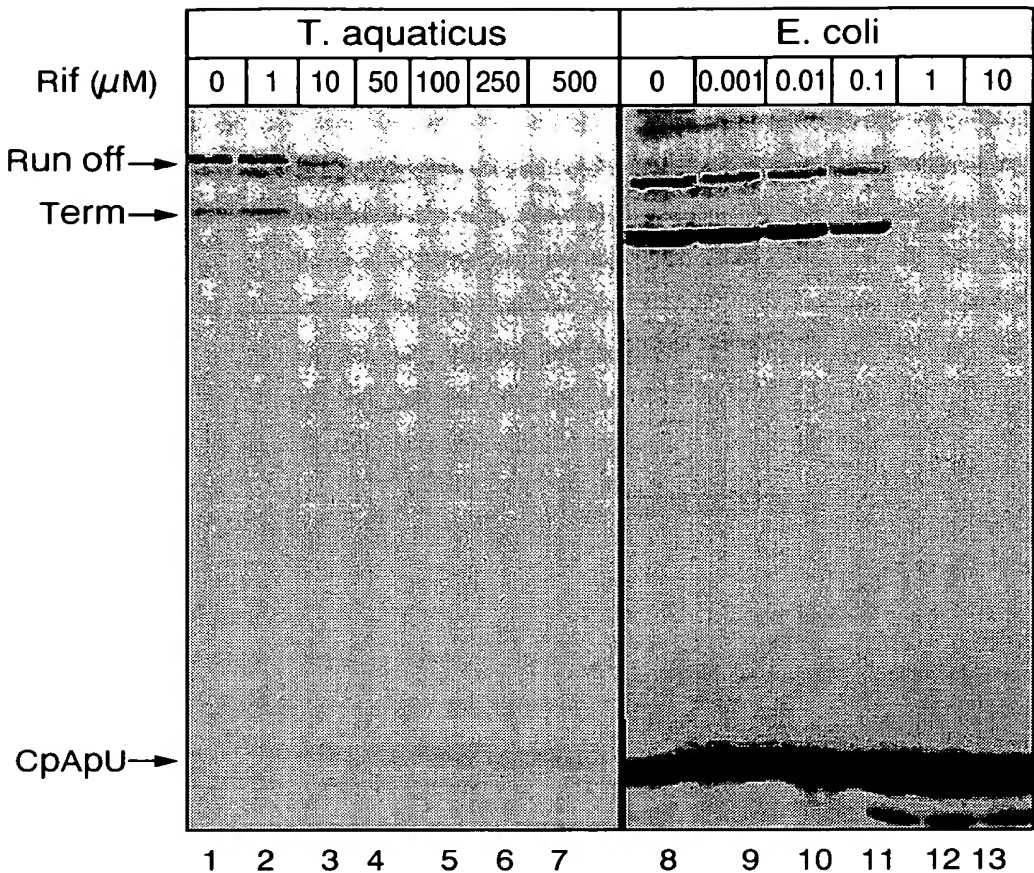 T. aquaticus E. coli
Rif (μM) 0 1 10 50 100 250 500 0 0.001 0.01 0.1 1 10
Run off
Term
CpApU
1 2 3 4 5 6 7 8 9 10 11 12 13